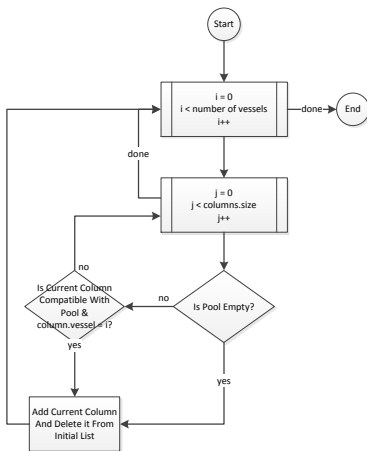 Start
i = 0
i < number of vessels
i++
done
End
done
j = 0
j < columns.size
j++
no
Is Current Column
Compatible With
Pool &
column.vessel = i?
no
Is Pool Empty?
yes
yes
Add Current Column
And Delete it From
Initial List